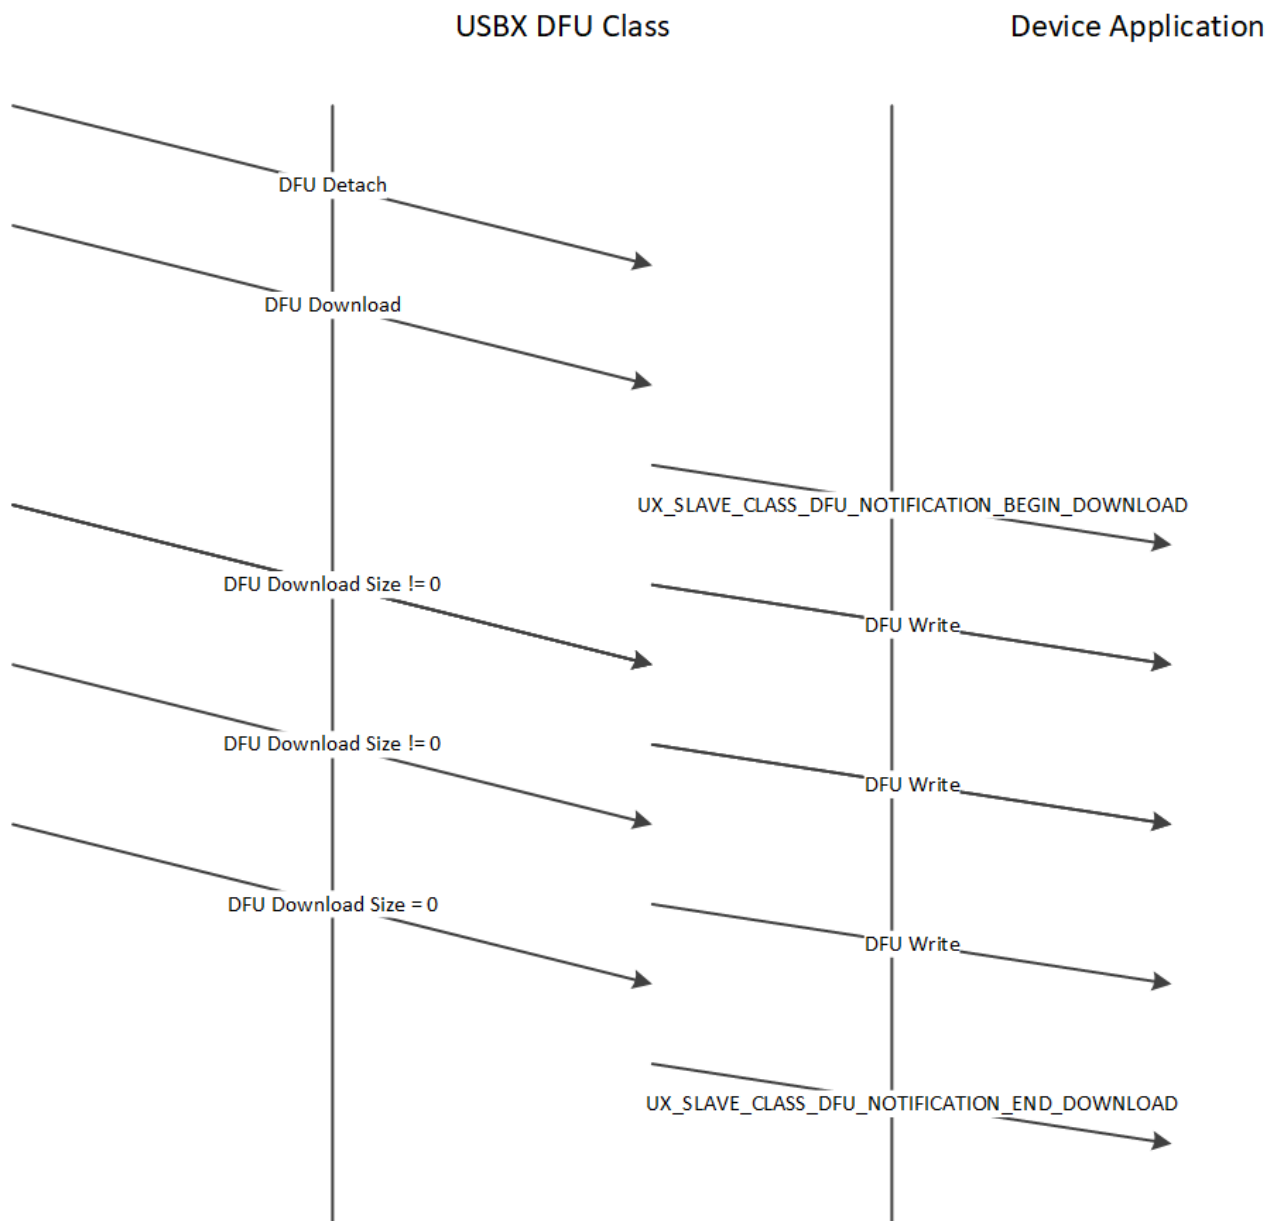 USBX DFU Class
Device Application
DFU Detach
DFU Download
UX_SLAVE_CLASS_DFU_NOTIFICATION_BEGIN_DOWNLOAD
DFU Download Size != 0
DFU Write
DFU Download Size != 0
DFU Write
DFU Download Size = 0
DFU Write
UX_SLAVE_CLASS_DFU_NOTIFICATION_END_DOWNLOAD